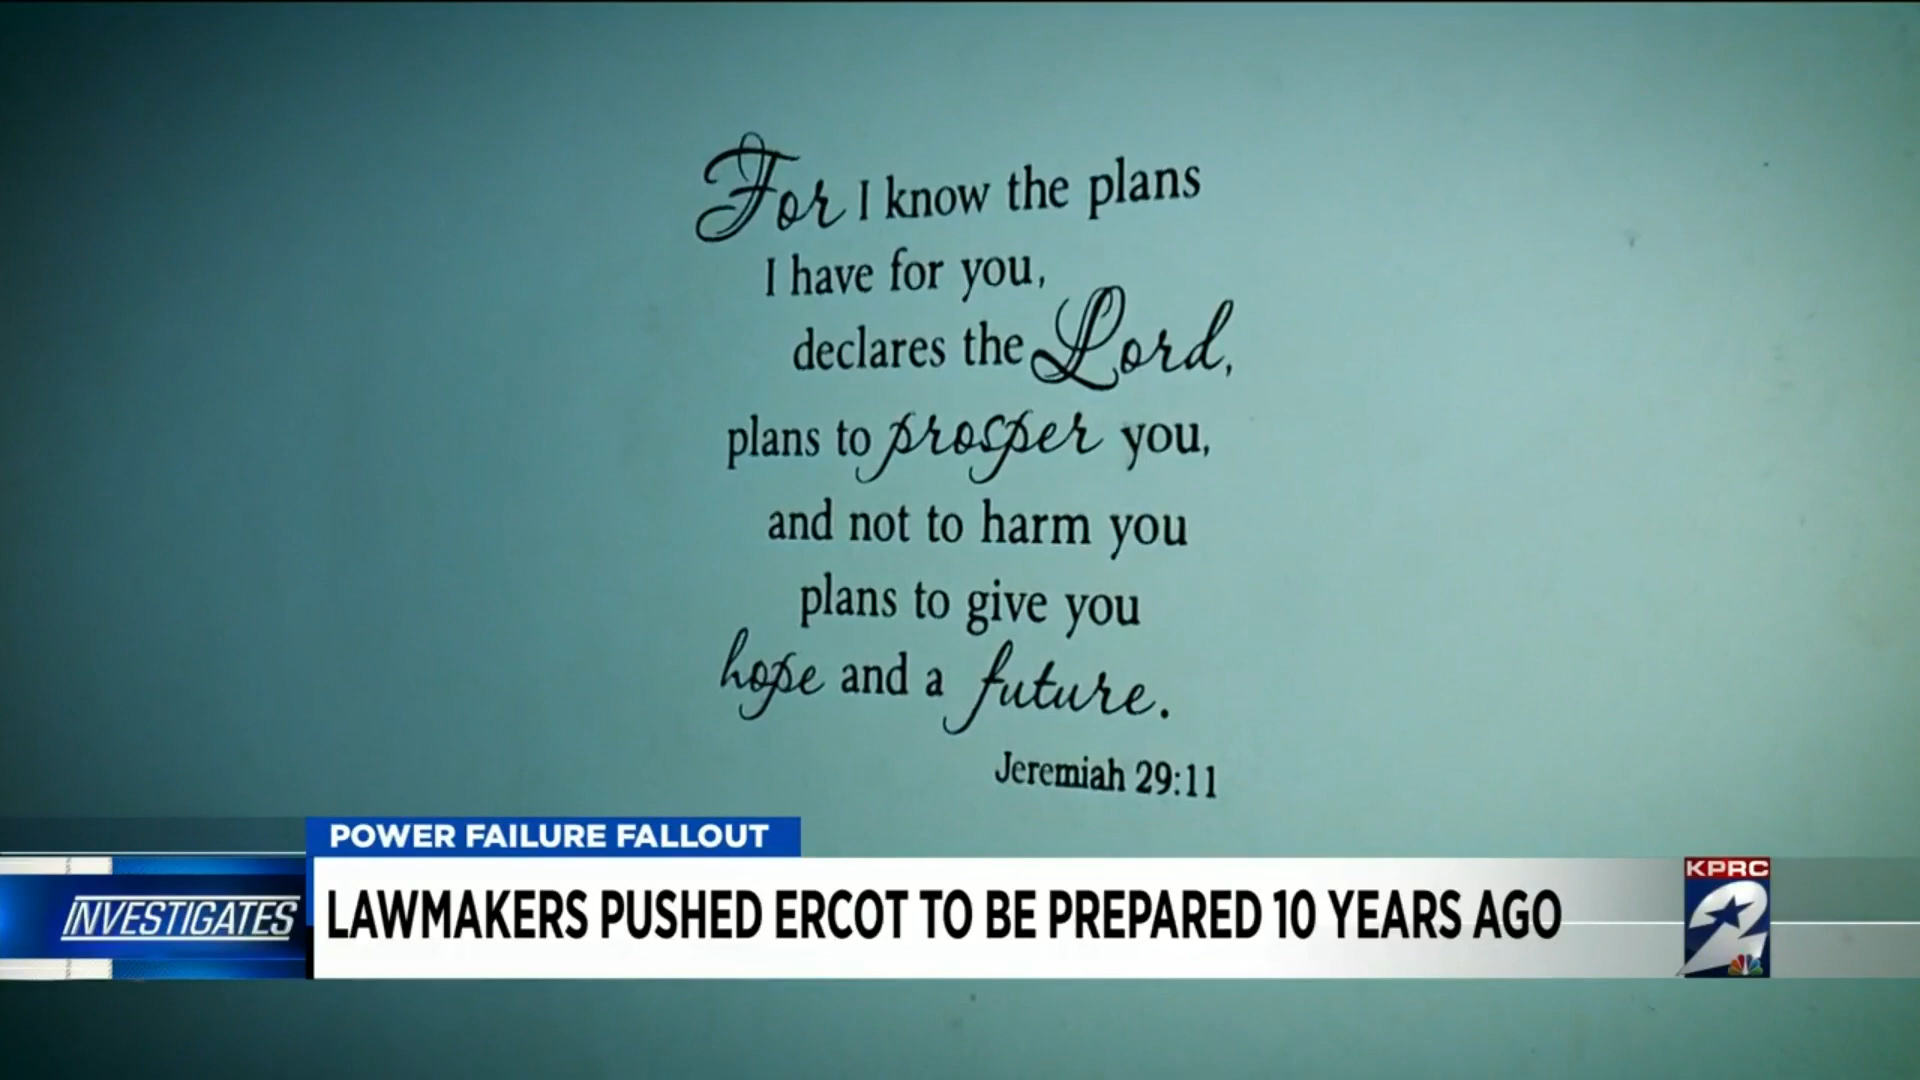 For I know the plans
I have for you,
declares the Lord,
plans to prosper you,
and not to harm you
plans to give you
hope and a future.
Jeremiah 29:11
POWER FAILURE FALLOUT
INVESTIGATES
LAWMAKERS PUSHED ERCOT TO BE PREPARED 10 YEARS AGO
KPRC
2